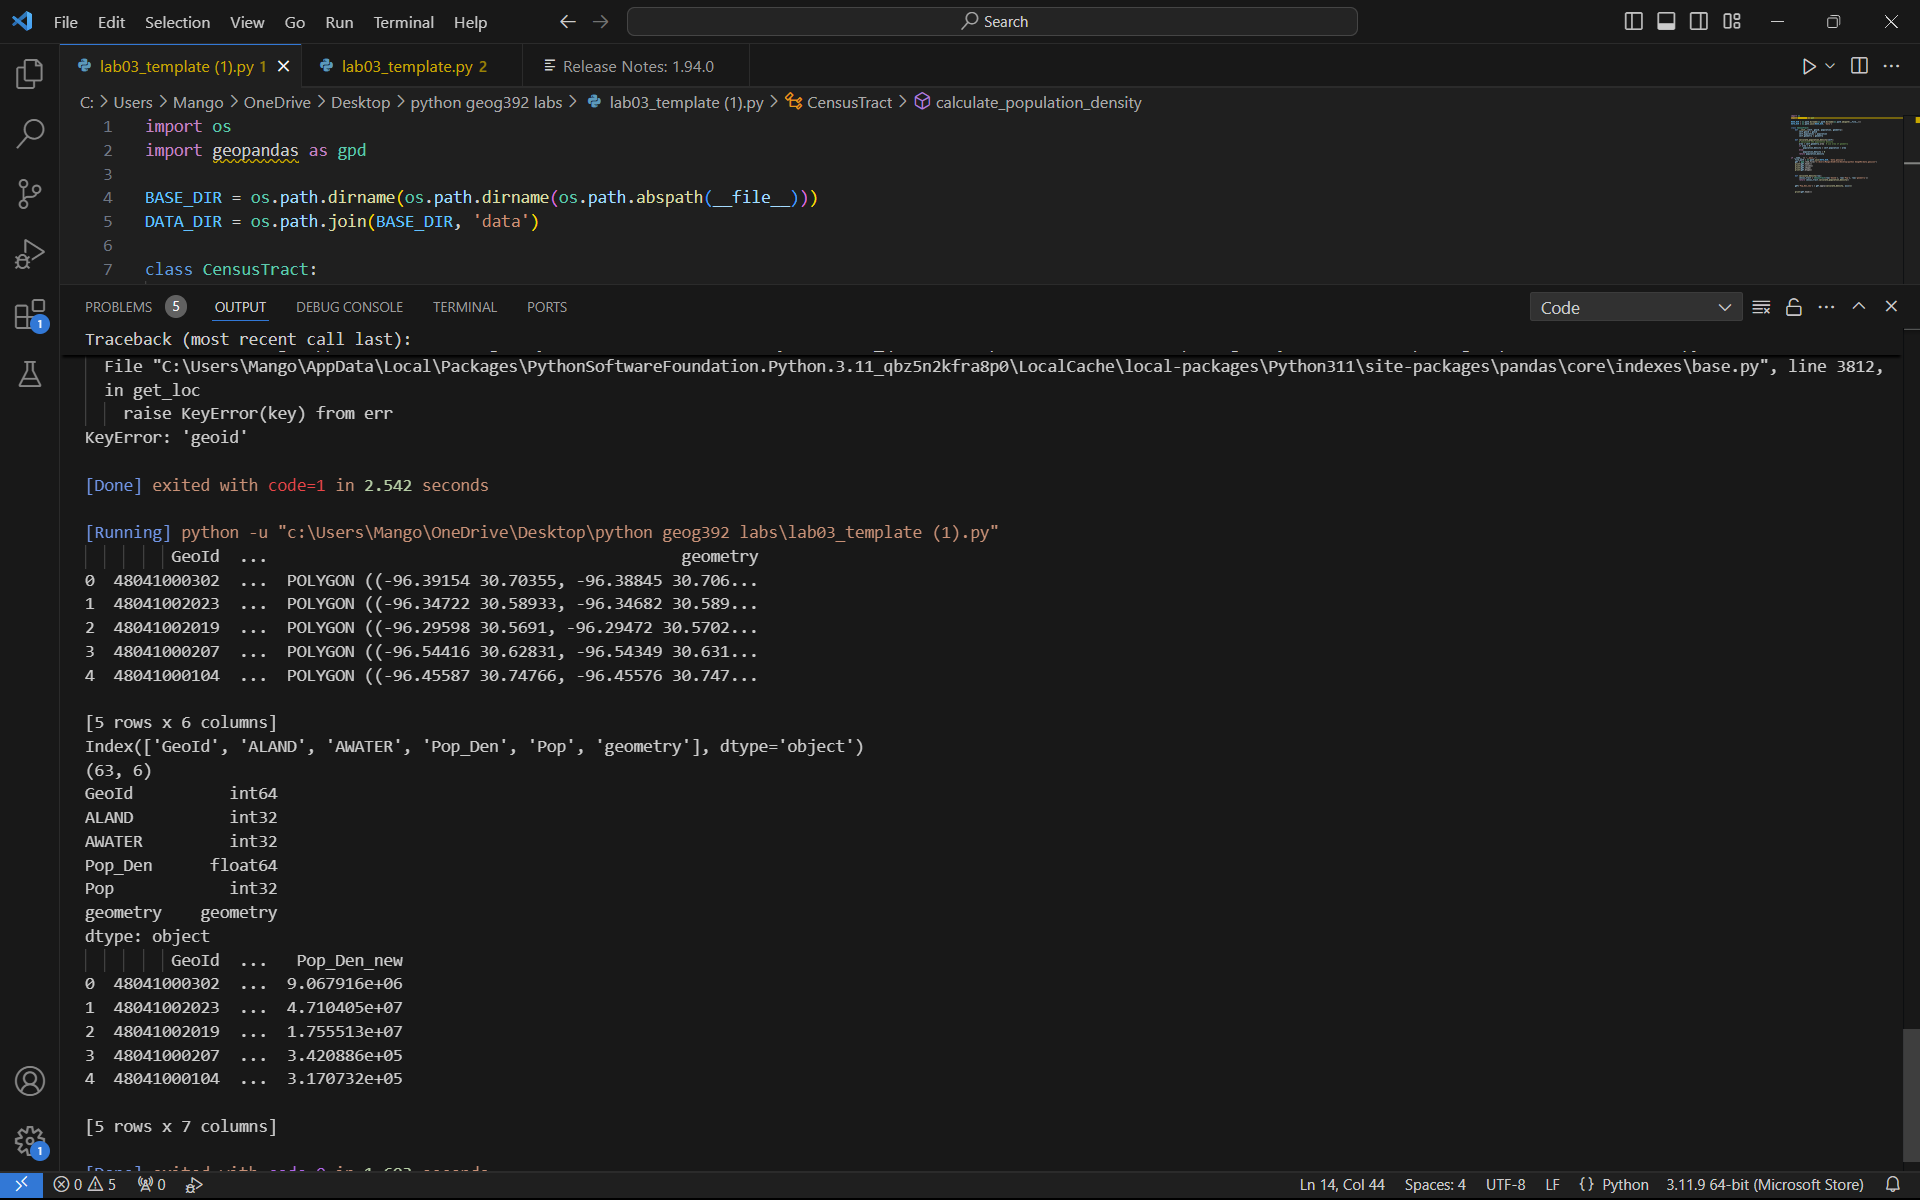 File Edit Selection View Go Run Terminal Help Search
lab03_template (1).py 1 lab03_template.py 2 Release Notes: 1.94.0
C: > Users > Mango > OneDrive > Desktop > python geog392 labs > lab03_template (1).py > CensusTract > calculate_population_density
1 import os
2 import geopandas as gpd
3
4 BASE_DIR = os.path.dirname(os.path.dirname(os.path.abspath(__file__)))
5 DATA_DIR = os.path.join(BASE_DIR, 'data')
6
7 class CensusTract:
PROBLEMS 5 OUTPUT DEBUG CONSOLE TERMINAL PORTS Code
Traceback (most recent call last):
File "C:\Users\Mango\AppData\Local\Packages\PythonSoftwareFoundation.Python.3.11_qbz5n2kfra8p0\LocalCache\local-packages\Python311\site-packages\pandas\core\indexes\base.py", line 3812,
in get_loc
raise KeyError(key) from err
KeyError: 'geoid'
[Done] exited with code=1 in 2.542 seconds
[Running] python -u "c:\Users\Mango\OneDrive\Desktop\python geog392 labs\lab03_template (1).py"
GeoId ... geometry
0 48041000302 ... POLYGON ((-96.39154 30.70355, -96.38845 30.706...
1 48041002023 ... POLYGON ((-96.34722 30.58933, -96.34682 30.589...
2 48041002019 ... POLYGON ((-96.29598 30.5691, -96.29472 30.5702...
3 48041000207 ... POLYGON ((-96.54416 30.62831, -96.54349 30.631...
4 48041000104 ... POLYGON ((-96.45587 30.74766, -96.45576 30.747...
[5 rows x 6 columns]
Index(['GeoId', 'ALAND', 'AWATER', 'Pop_Den', 'Pop', 'geometry'], dtype='object')
(63, 6)
GeoId int64
ALAND int32
AWATER int32
Pop_Den float64
Pop int32
geometry geometry
dtype: object
GeoId ... Pop_Den_new
0 48041000302 ... 9.067916e+06
1 48041002023 ... 4.710405e+07
2 48041002019 ... 1.755513e+07
3 48041000207 ... 3.420886e+05
4 48041000104 ... 3.170732e+05
[5 rows x 7 columns]
[Done] exited with code=0 in 1.693 seconds
1
1
0 5 0 Ln 14, Col 44 Spaces: 4 UTF-8 LF {} Python 3.11.9 64-bit (Microsoft Store)